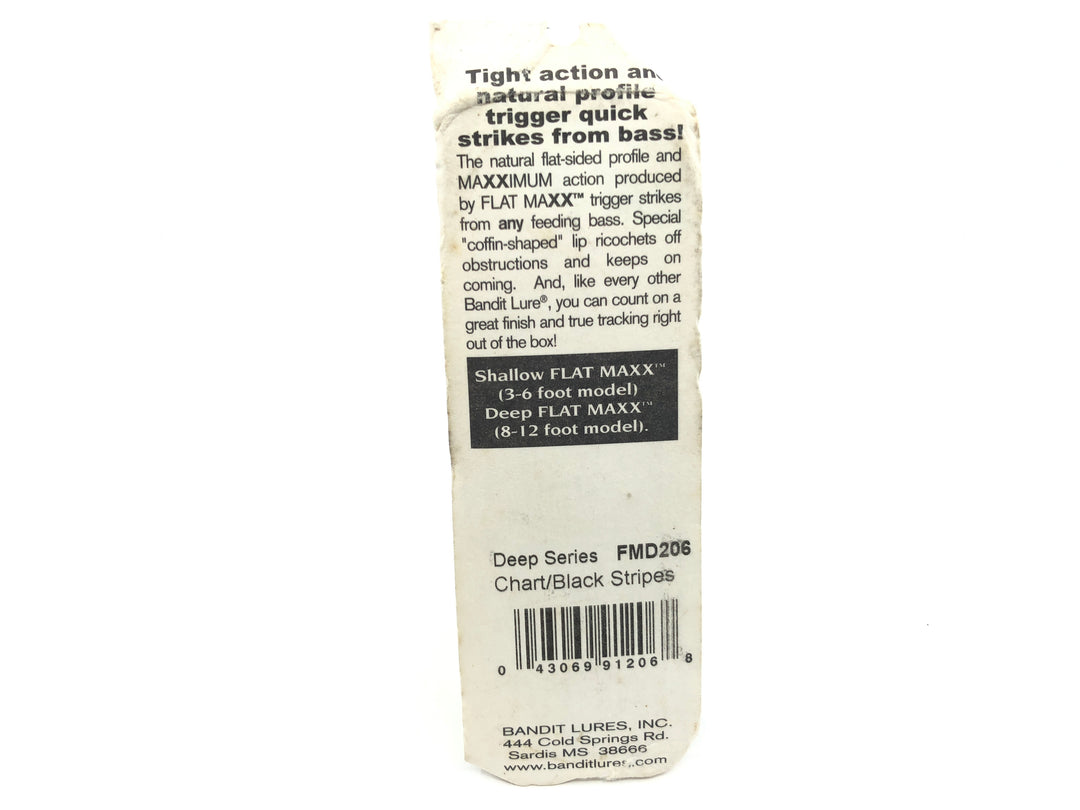 Tight action an
natural profile
trigger quick
strikes from bass!
The natural flat-sided profile and
MAXXIMUM action produced
by FLAT MAXX™ trigger strikes
from any feeding bass. Special
"coffin-shaped" lip ricochets off
obstructions and keeps on
coming. And, like every other
Bandit Lure®, you can count on a
great finish and true tracking right
out of the box!
Shallow FLAT MAXX™
(3-6 foot model)
Deep FLAT MAXX™
(8-12 foot model).
Deep Series FMD206
Chart/Black Stripes
0 43069 91206 8
BANDIT LURES, INC.
444 Cold Springs Rd.
Sardis MS 38666
www.banditlures.com